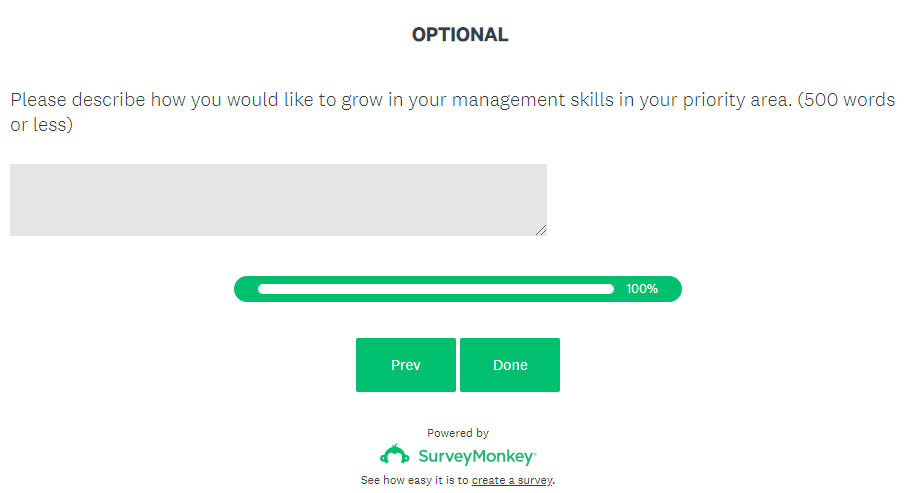 OPTIONAL
Please describe how you would like to grow in your management skills in your priority area. (500 words
or less)
100%
Prev Done
Powered by
SurveyMonkey
See how easy it is to create a survey.